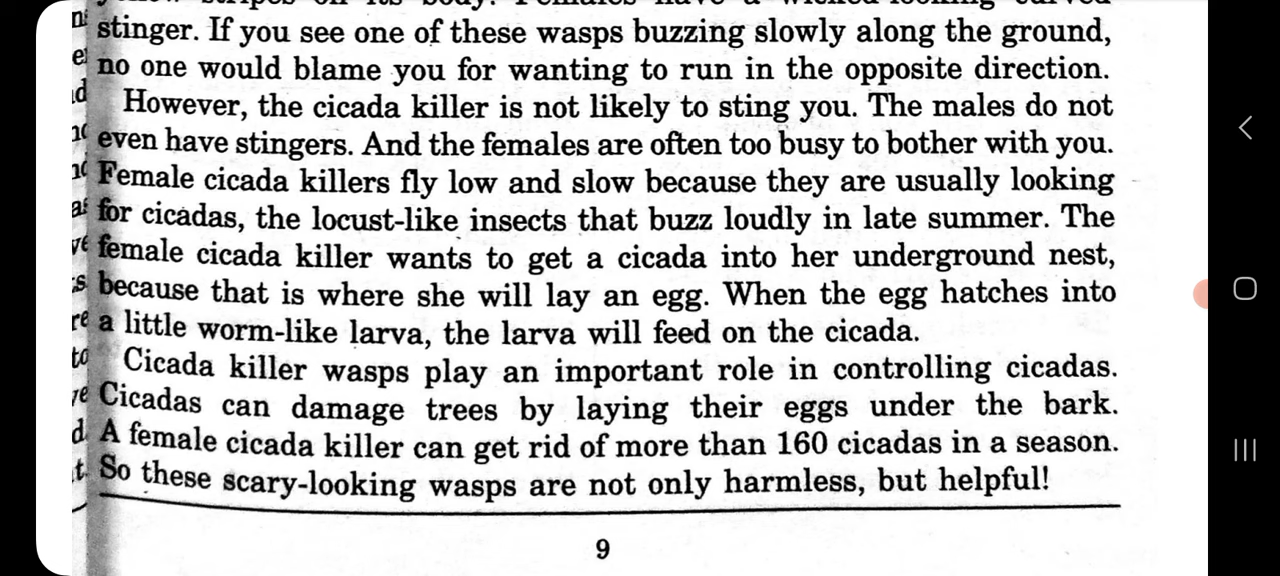 stinger. If you see one of these wasps buzzing slowly along the ground,
no one would blame you for wanting to run in the opposite direction.
However, the cicada killer is not likely to sting you. The males do not
even have stingers. And the females are often too busy to bother with you.
Female cicada killers fly low and slow because they are usually looking
for cicadas, the locust-like insects that buzz loudly in late summer. The
female cicada killer wants to get a cicada into her underground nest,
because that is where she will lay an egg. When the egg hatches into
a little worm-like larva, the larva will feed on the cicada.
Cicada killer wasps play an important role in controlling cicadas.
Cicadas can damage trees by laying their eggs under the bark.
A female cicada killer can get rid of more than 160 cicadas in a season.
So these scary-looking wasps are not only harmless, but helpful!
9